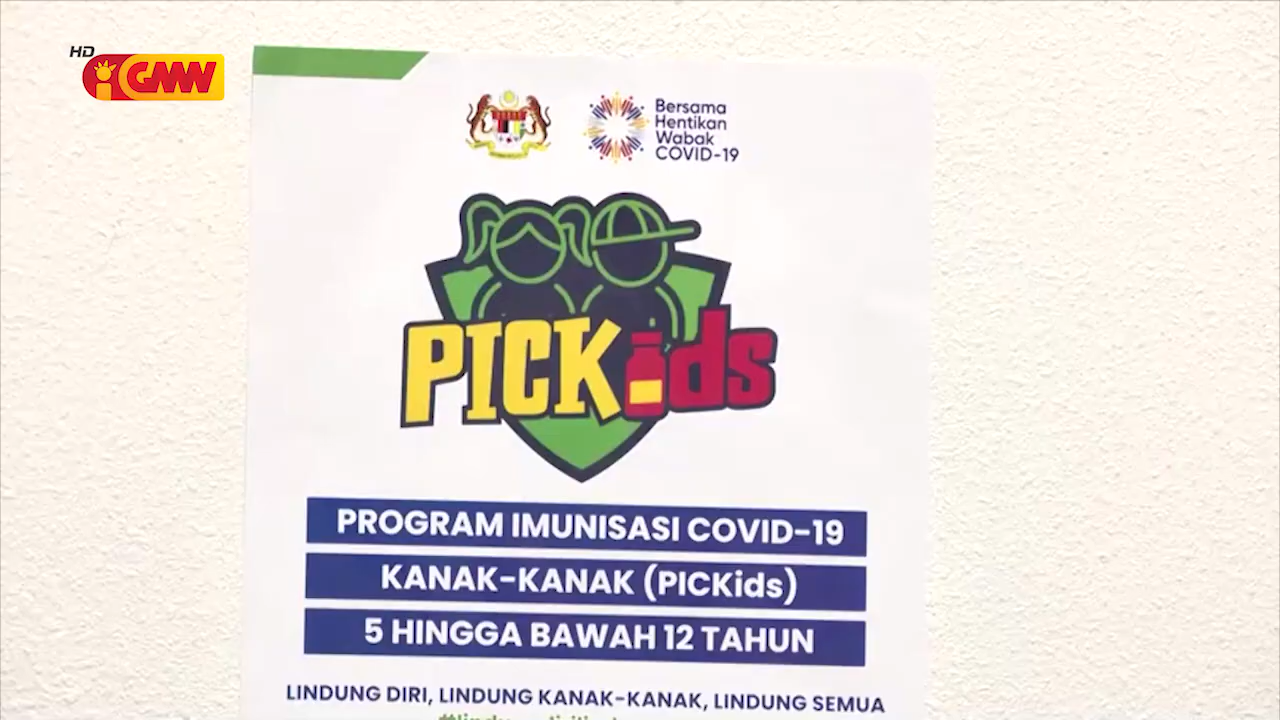 HD
iGMW
Bersama
Hentikan
Wabak
COVID-19
PICKids
PROGRAM IMUNISASI COVID-19
KANAK-KANAK (PICKids)
5 HINGGA BAWAH 12 TAHUN
LINDUNG DIRI, LINDUNG KANAK-KANAK, LINDUNG SEMUA